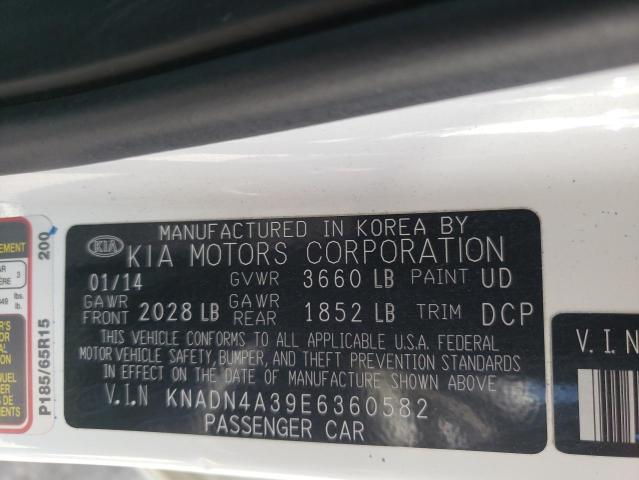 MANUFACTURED IN KOREA BY
KIA KIA MOTORS CORPORATION
01/14 GVWR 3660 LB PAINT UD
GAWR FRONT 2028 LB GAWR REAR 1852 LB TRIM DCP
THIS VEHICLE CONFORMS TO ALL APPLICABLE U.S.A. FEDERAL
MOTOR VEHICLE SAFETY, BUMPER, AND THEFT PREVENTION STANDARDS
IN EFFECT ON THE DATE OF MANUFACTURE SHOWN ABOVE.
V.I.N KNADN4A39E6360582
PASSENGER CAR
P185/65R15 200
3
lbs.
V.I.N